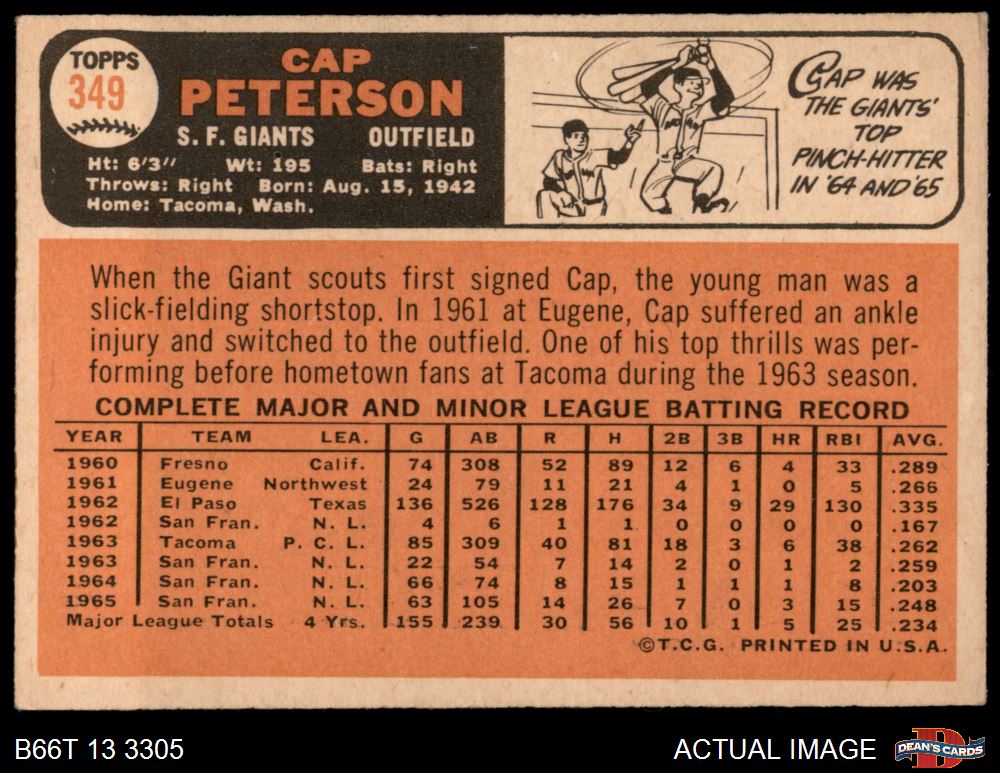 TOPPS
349
CAP
PETERSON
S. F. GIANTS OUTFIELD
Ht: 6'3" Wt: 195 Bats: Right
Throws: Right Born: Aug. 15, 1942
Home: Tacoma, Wash.
CAP WAS
THE GIANTS'
TOP
PINCH-HITTER
IN '64 AND '65
When the Giant scouts first signed Cap, the young man was a
slick-fielding shortstop. In 1961 at Eugene, Cap suffered an ankle
injury and switched to the outfield. One of his top thrills was per-
forming before hometown fans at Tacoma during the 1963 season.
COMPLETE MAJOR AND MINOR LEAGUE BATTING RECORD
YEAR TEAM LEA. G AB R H 2B 3B HR RBI AVG.
1960 Fresno Calif. 74 308 52 89 12 6 4 33 .289
1961 Eugene Northwest 24 79 11 21 4 1 0 5 .266
1962 El Paso Texas 136 526 128 176 34 9 29 130 .335
1962 San Fran. N. L. 4 6 1 1 0 0 0 0 .167
1963 Tacoma P. C. L. 85 309 40 81 18 3 6 38 .262
1963 San Fran. N. L. 22 54 7 14 2 0 1 2 .259
1964 San Fran. N. L. 66 74 8 15 1 1 1 8 .203
1965 San Fran. N. L. 63 105 14 26 7 0 3 15 .248
Major League Totals 4 Yrs. 155 239 30 56 10 1 5 25 .234
©T.C.G. PRINTED IN U.S.A.
B66T 13 3305
ACTUAL IMAGE
DEAN'S CARDS